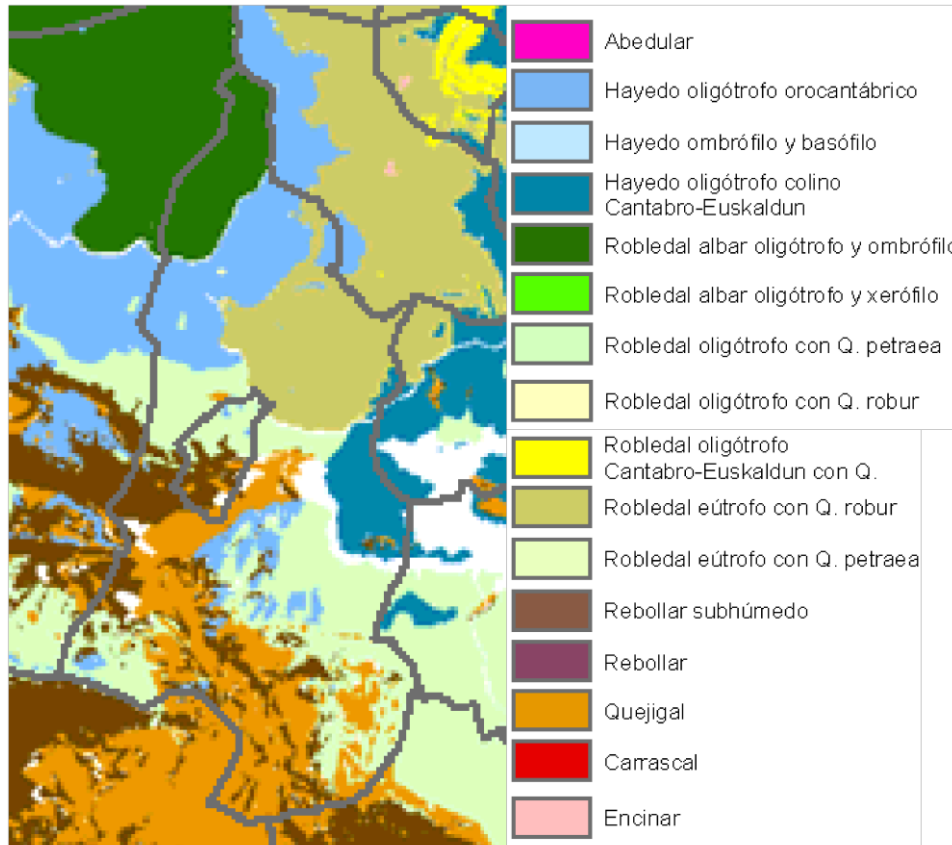 Abedular
Hayedo oligótrofo orocantábrico
Hayedo ombrófilo y basófilo
Hayedo oligótrofo colino
Cantabro-Euskaldun
Robledal albar oligótrofo y ombrófilo
Robledal albar oligótrofo y xerófilo
Robledal oligótrofo con Q. petraea
Robledal oligótrofo con Q. robur
Robledal oligótrofo
Cantabro-Euskaldun con Q.
Robledal eútrofo con Q. robur
Robledal eútrofo con Q. petraea
Rebollar subhúmedo
Rebollar
Quejigal
Carrascal
Encinar